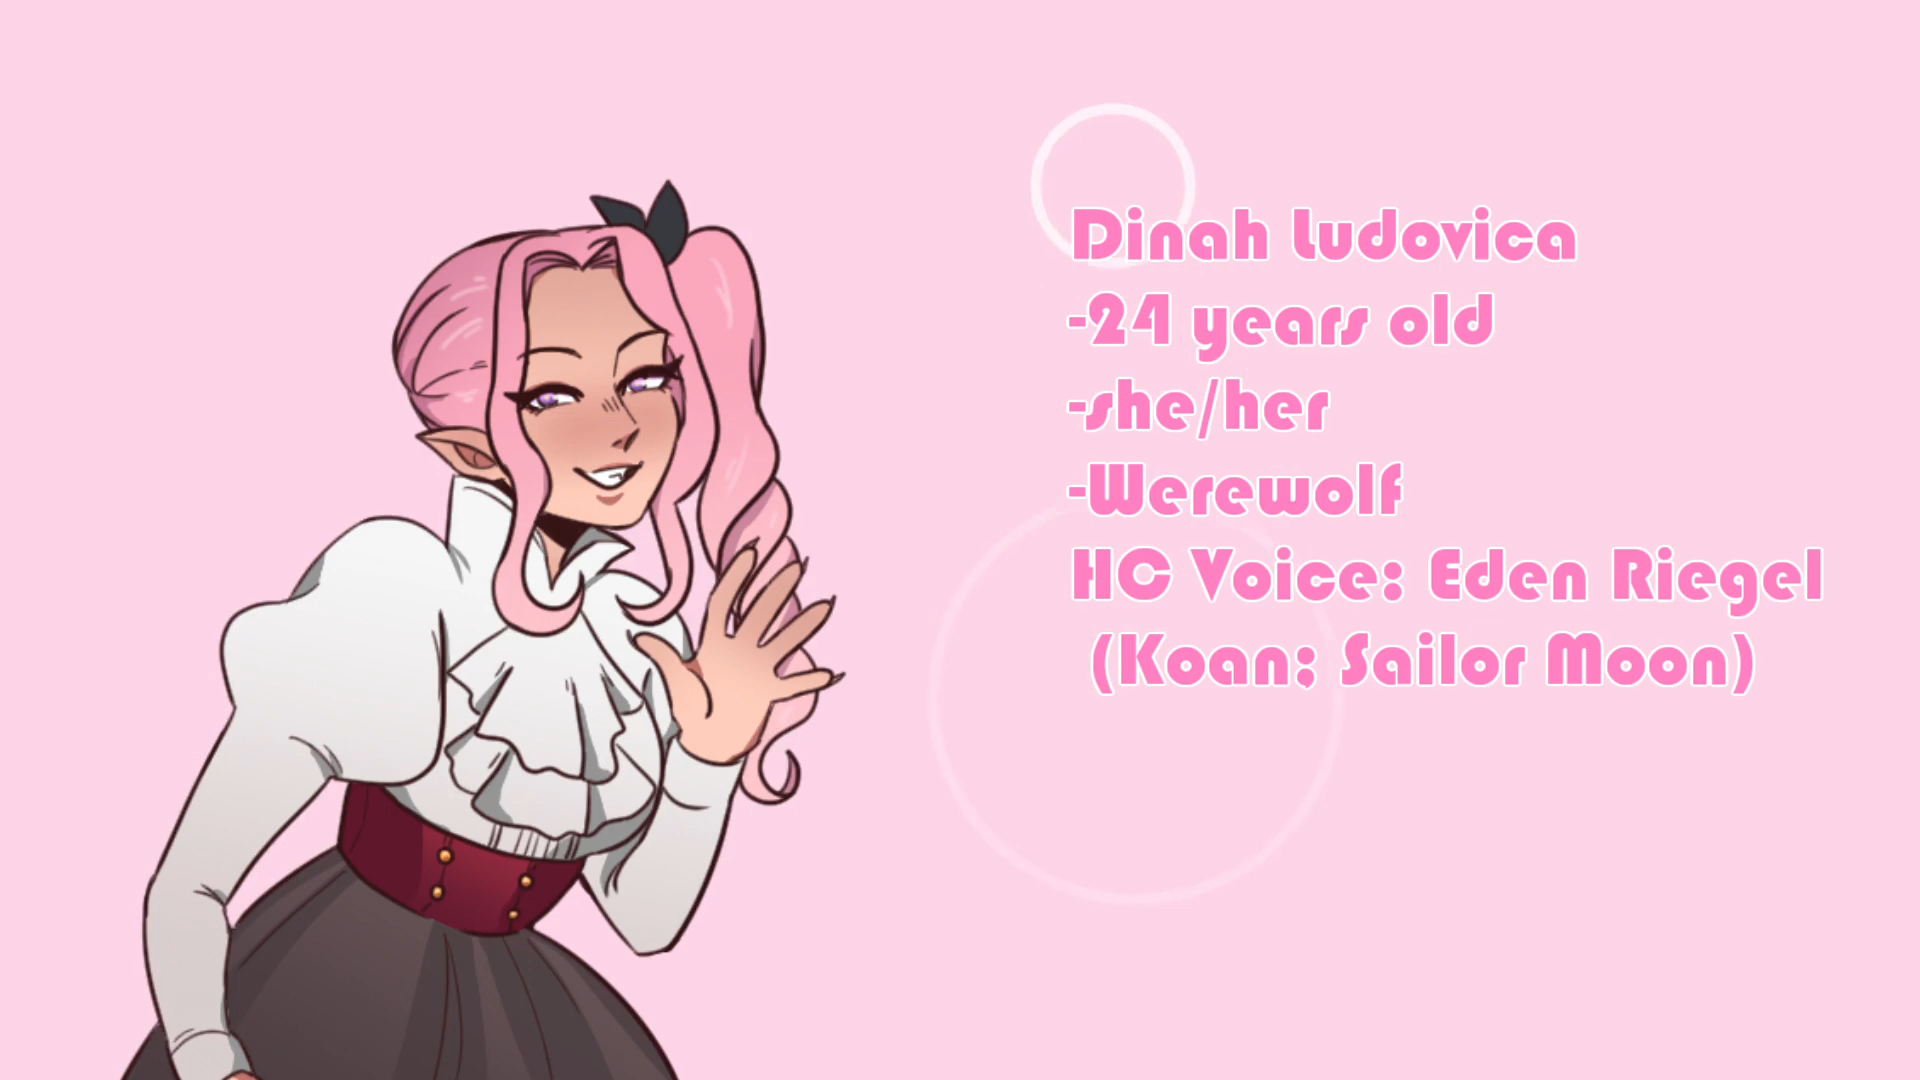 Dinah Ludovica
-24 years old
-she/her
-Werewolf
HC Voice: Eden Riegel
(Koan; Sailor Moon)